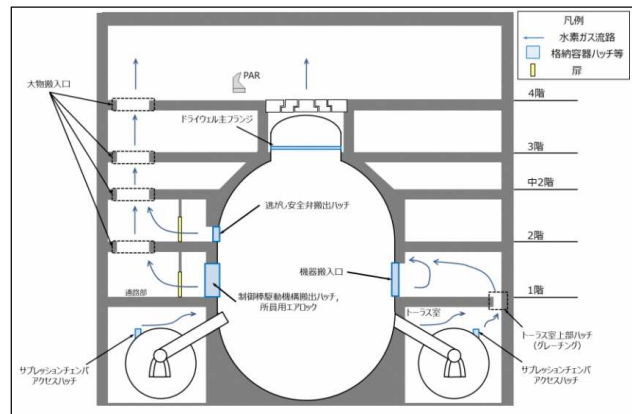 凡例
水素ガス流路
格納容器ハッチ等
扉
大物搬入口
PAR
4階
ドライウェル主フランジ
3階
中2階
逃がし安全弁搬出ハッチ
2階
機器搬入口
通路部
制御棒駆動機構搬出ハッチ,
所員用エアロック
1階
トーラス室
トーラス室上部ハッチ
(グレーチング)
サプレッションチェンバ
アクセスハッチ
サプレッションチェンバ
アクセスハッチ